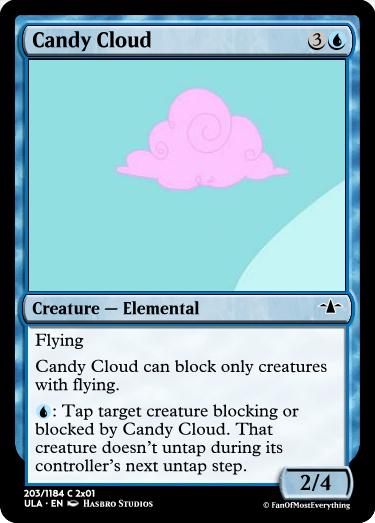 Candy Cloud 3
Creature — Elemental
Flying
Candy Cloud can block only creatures
with flying.
: Tap target creature blocking or
blocked by Candy Cloud. That
creature doesn't untap during its
controller's next untap step.
2/4
203/1184 C 2x01
ULA • EN Hasbro Studios
© FanOfMostEverything